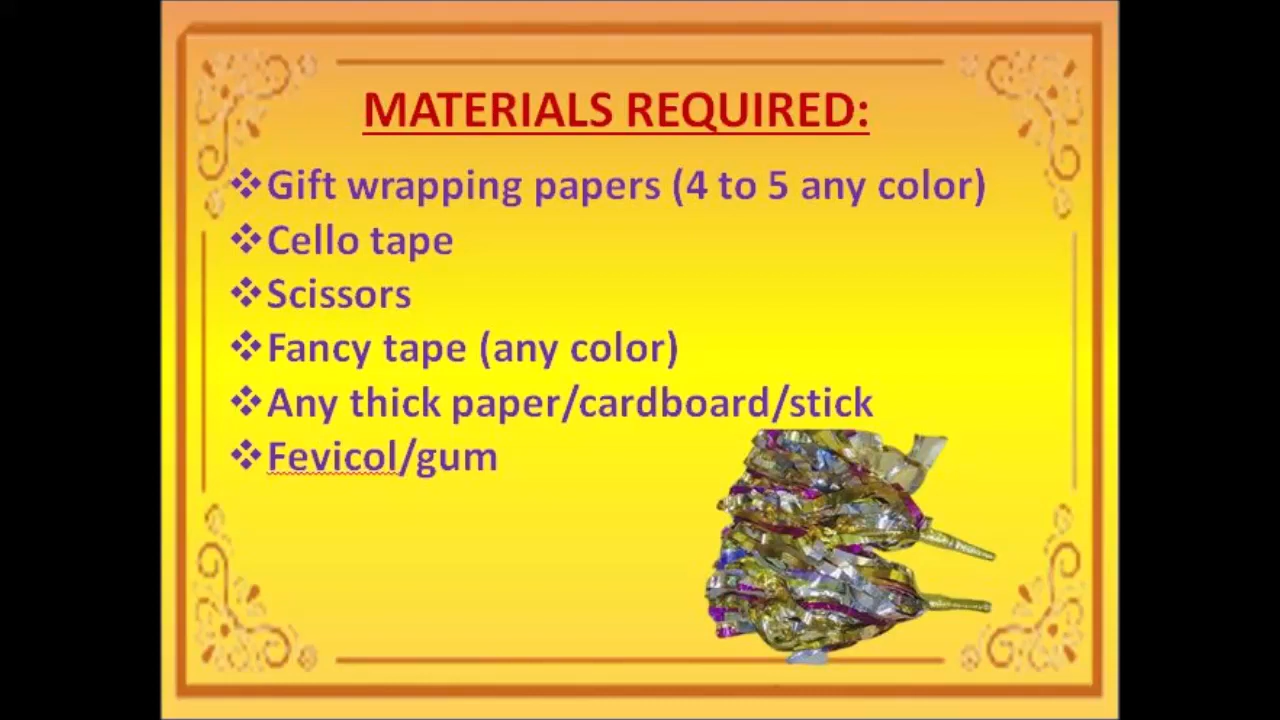 MATERIALS REQUIRED:
❖Gift wrapping papers (4 to 5 any color)
❖Cello tape
❖Scissors
❖Fancy tape (any color)
❖Any thick paper/cardboard/stick
❖Fevicol/gum